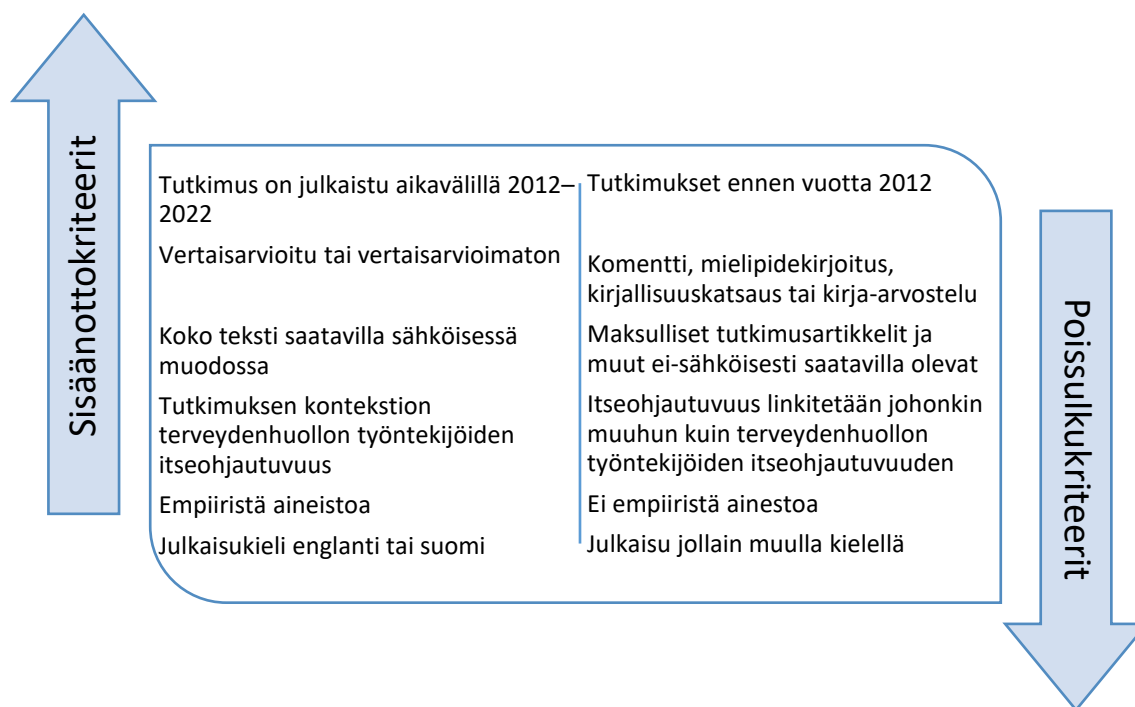 Sisäänottokriteerit
Tutkimus on julkaistu aikavälillä 2012–
2022
Vertaisarvioitu tai vertaisarvioimaton
Koko teksti saatavilla sähköisessä
muodossa
Tutkimuksen kontekstion
terveydenhuollon työntekijöiden
itseohjautuvuus
Empiiristä aineistoa
Julkaisukieli englanti tai suomi
Tutkimukset ennen vuotta 2012
Komentti, mielipidekirjoitus,
kirjallisuuskatsaus tai kirja-arvostelu
Maksulliset tutkimusartikkelit ja
muut ei-sähköisesti saatavilla olevat
Itseohjautuvuus linkitetään johonkin
muuhun kuin terveydenhuollon
työntekijöiden itseohjautuvuuden
Ei empiiristä ainestoa
Julkaisu jollain muulla kielellä
Poissulkukriteerit